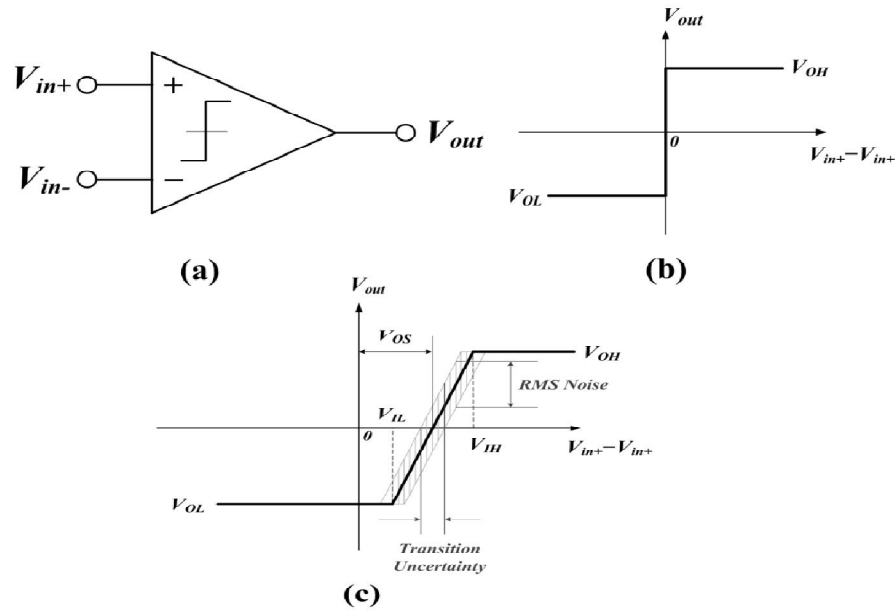 V_in+
+
V_out
V_in-
−
(a)
V_out
V_OH
0
V_in+−V_in+
V_OL
(b)
V_out
V_OS
V_OH
RMS Noise
V_IL
0
V_IH
V_in+−V_in+
V_OL
Transition
Uncertainty
(c)